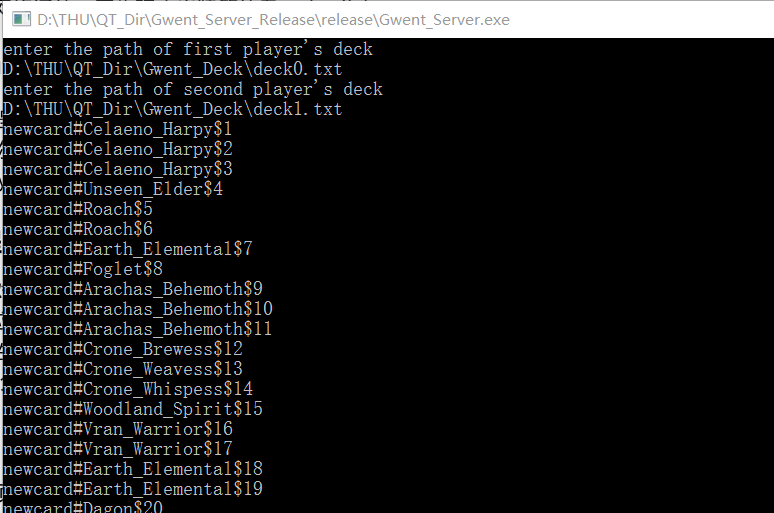 D:\THU\QT_Dir\Gwent_Server_Release\release\Gwent_Server.exe
enter the path of first player's deck
D:\THU\QT_Dir\Gwent_Deck\deck0.txt
enter the path of second player's deck
D:\THU\QT_Dir\Gwent_Deck\deck1.txt
newcard#Celaeno_Harpy$1
newcard#Celaeno_Harpy$2
newcard#Celaeno_Harpy$3
newcard#Unseen_Elder$4
newcard#Roach$5
newcard#Roach$6
newcard#Earth_Elemental$7
newcard#Foglet$8
newcard#Arachas_Behemoth$9
newcard#Arachas_Behemoth$10
newcard#Arachas_Behemoth$11
newcard#Crone_Brewess$12
newcard#Crone_Weavess$13
newcard#Crone_Whispess$14
newcard#Woodland_Spirit$15
newcard#Vran_Warrior$16
newcard#Vran_Warrior$17
newcard#Earth_Elemental$18
newcard#Earth_Elemental$19
newcard#Dagon$20